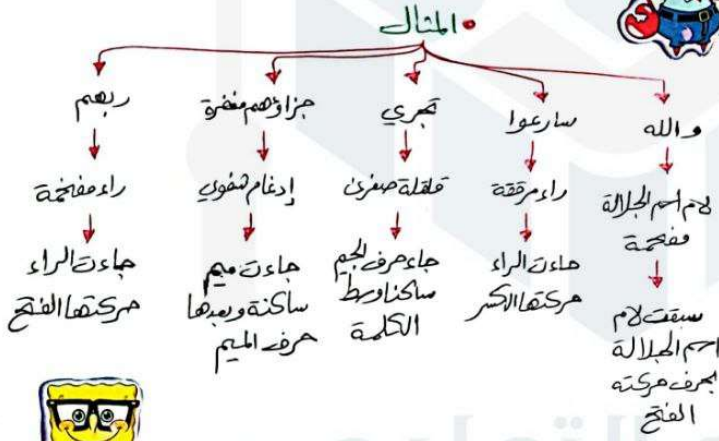 المثال
والله
لام اسم الجلالة
مفخمة
سبقت لام
اسم الجلالة
بحرف حركته
الفتح
سارعوا
راء مرققة
جاءت الراء
حركتها الكسر
تجري
قلقلة صغرى
جاء حرف الجيم
ساكنا وسط
الكلمة
جزاؤهم مغفرة
إدغام شفوي
جاءت ميم
ساكنة وبعدها
حرف الميم
ربهم
راء مفخمة
جاءت الراء
حركتها الفتح